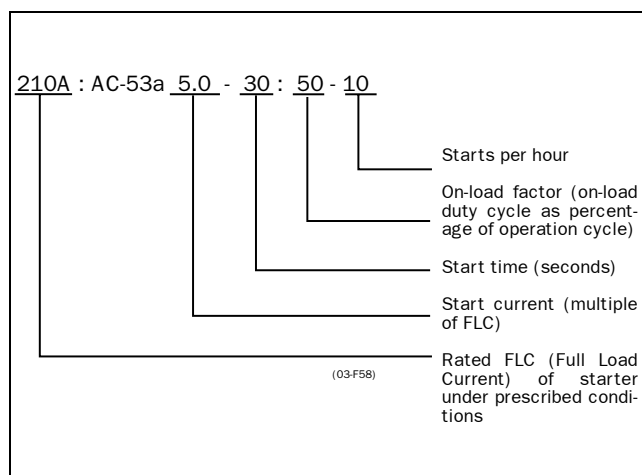 210A : AC-53a 5.0 - 30 : 50 - 10
Starts per hour
On-load factor (on-load
duty cycle as percent-
age of operation cycle)
Start time (seconds)
Start current (multiple
of FLC)
(03-F58)
Rated FLC (Full Load
Current) of starter
under prescribed condi-
tions